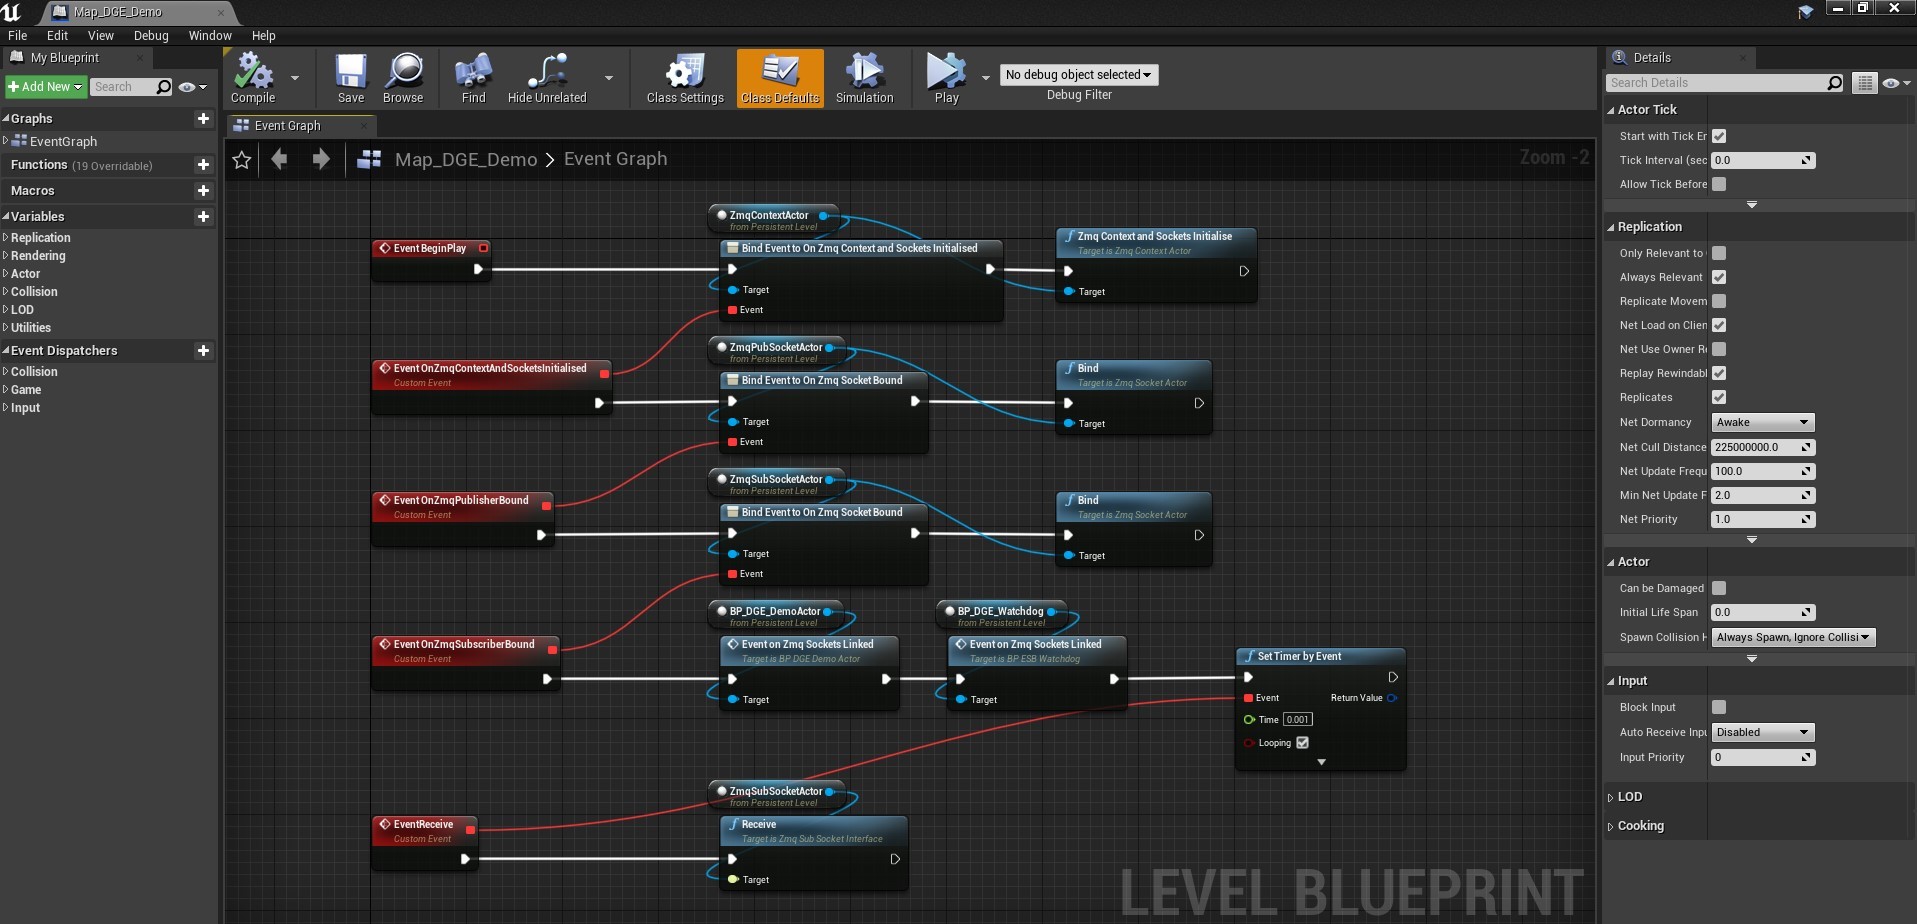 Map_DGE_Demo
File Edit View Debug Window Help
My Blueprint
Add New
Search
Graphs
EventGraph
Functions (19 Overridable)
Macros
Variables
Replication
Rendering
Actor
Collision
LOD
Utilities
Event Dispatchers
Collision
Game
Input
Compile
Save
Browse
Find
Hide Unrelated
Class Settings
Class Defaults
Simulation
Play
No debug object selected
Debug Filter
Event Graph
Map_DGE_Demo > Event Graph
Zoom -2
ZmqContextActor
from Persistent Level
Event BeginPlay
Bind Event to On Zmq Context and Sockets Initialised
Target
Event
Zmq Context and Sockets Initialise
Target is Zmq Context Actor
Target
ZmqPubSocketActor
from Persistent Level
Event OnZmqContextAndSocketsInitialised
Custom Event
Bind Event to On Zmq Socket Bound
Target
Event
Bind
Target is Zmq Socket Actor
Target
ZmqSubSocketActor
from Persistent Level
Event OnZmqPublisherBound
Custom Event
Bind Event to On Zmq Socket Bound
Target
Event
Bind
Target is Zmq Socket Actor
Target
BP_DGE_DemoActor
from Persistent Level
BP_DGE_Watchdog
from Persistent Level
Event OnZmqSubscriberBound
Custom Event
Event on Zmq Sockets Linked
Target is BP DGE Demo Actor
Target
Event on Zmq Sockets Linked
Target is BP ESB Watchdog
Target
Set Timer by Event
Event
Return Value
Time 0.001
Looping
ZmqSubSocketActor
from Persistent Level
EventReceive
Custom Event
Receive
Target is Zmq Sub Socket Interface
Target
LEVEL BLUEPRINT
Details
Search Details
Actor Tick
Start with Tick Er
Tick Interval (sec 0.0
Allow Tick Before
Replication
Only Relevant to
Always Relevant
Replicate Movem
Net Load on Clien
Net Use Owner R
Replay Rewindabl
Replicates
Net Dormancy Awake
Net Cull Distance 225000000.0
Net Update Frequ 100.0
Min Net Update F 2.0
Net Priority 1.0
Actor
Can be Damaged
Initial Life Span 0.0
Spawn Collision H Always Spawn, Ignore Collisi
Input
Block Input
Auto Receive Inpu Disabled
Input Priority 0
LOD
Cooking